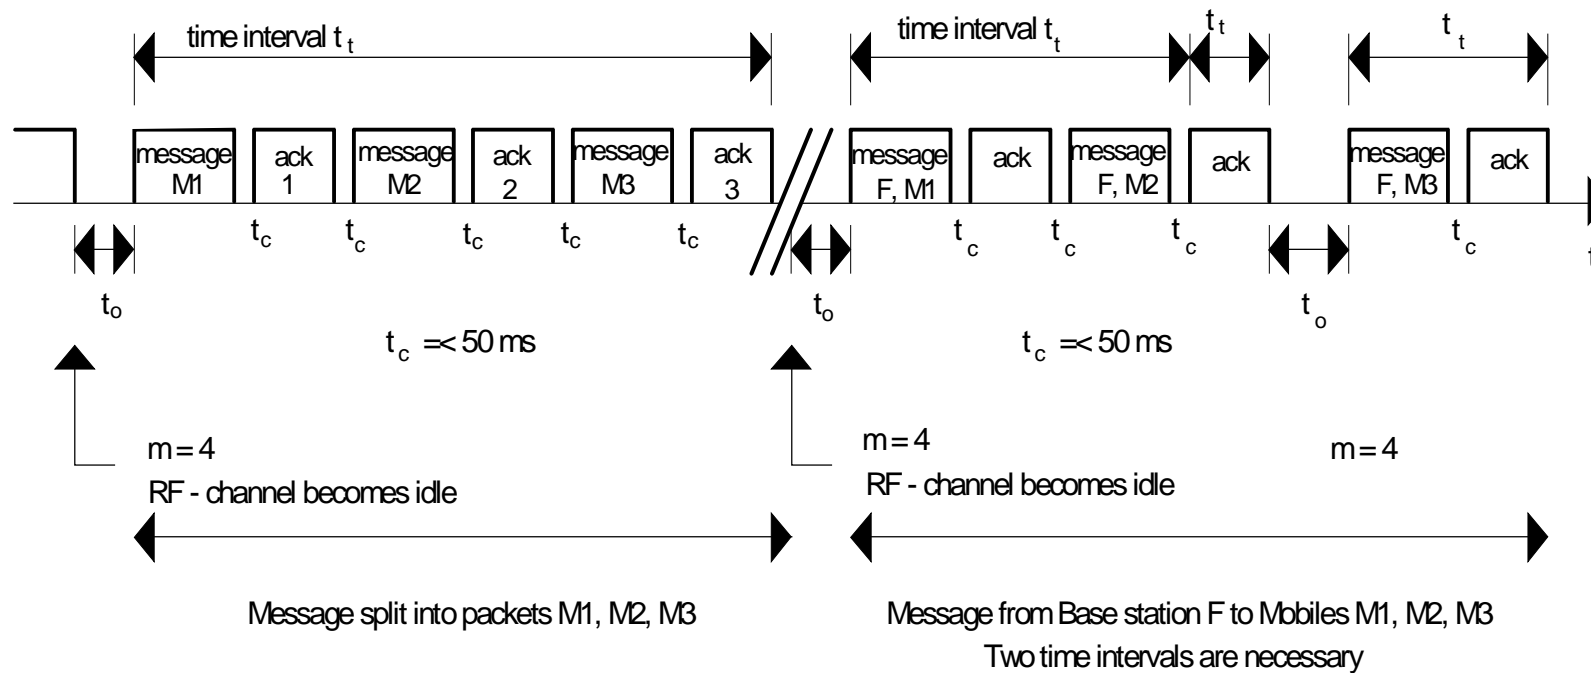 time interval t t
time interval t t
t t
t t
message M1
ack 1
message M2
ack 2
message M3
ack 3
message F, M1
ack
message F, M2
ack
message F, M3
ack
t c
t c
t c
t c
t c
t c
t c
t c
t c
t
t o
t o
t o
t c =< 50 ms
t c =< 50 ms
m = 4
RF - channel becomes idle
m = 4
RF - channel becomes idle
m = 4
Message split into packets M1, M2, M3
Message from Base station F to Mobiles M1, M2, M3
Two time intervals are necessary